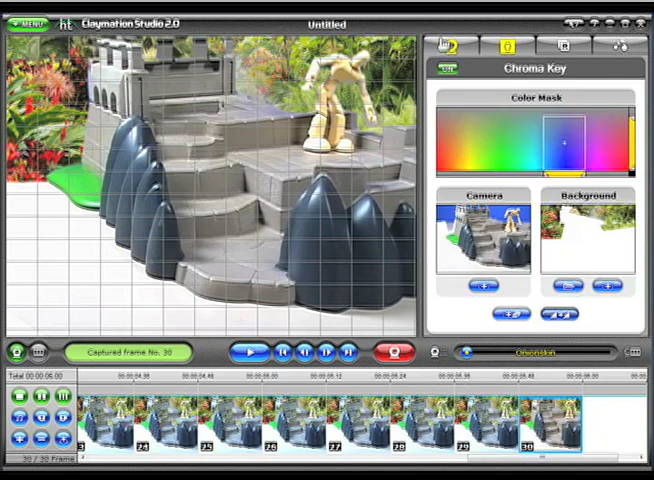 MENU ht Claymation Studio 2.0 Untitled
Chroma Key
Color Mask
Camera Background
Captured frame No. 30
Onionskin
Total 00:00:06.00
24 25 26 27 28 29 30
30 / 30 Frame